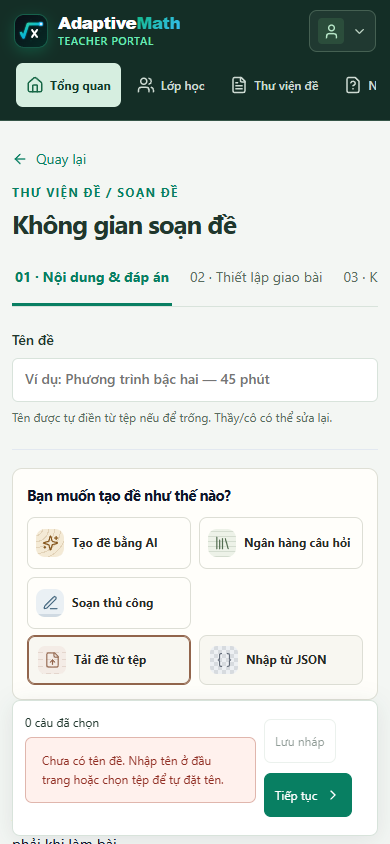 AdaptiveMath
TEACHER PORTAL
Tổng quan
Lớp học
Thư viện đề
N
Quay lại
THƯ VIỆN ĐỀ / SOẠN ĐỀ
Không gian soạn đề
01 · Nội dung & đáp án
02 · Thiết lập giao bài
03 · K
Tên đề
Ví dụ: Phương trình bậc hai — 45 phút
Tên được tự điền từ tệp nếu để trống. Thầy/cô có thể sửa lại.
Bạn muốn tạo đề như thế nào?
Tạo đề bằng AI
Ngân hàng câu hỏi
Soạn thủ công
Tải đề từ tệp
Nhập từ JSON
0 câu đã chọn
Lưu nháp
Chưa có tên đề. Nhập tên ở đầu
trang hoặc chọn tệp để tự đặt tên.
Tiếp tục
phải khi làm bài